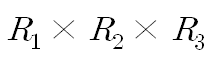 R₁ × R₂ × R₃